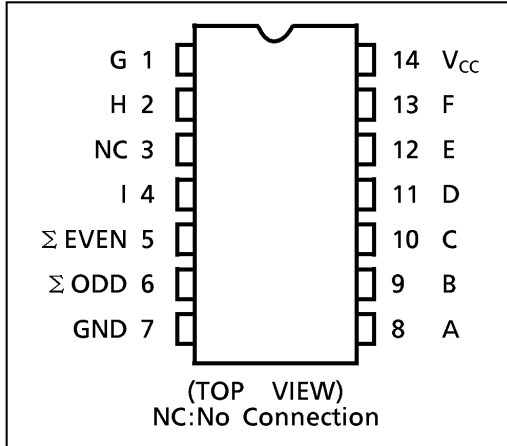 G 1 14 VCC
H 2 13 F
NC 3 12 E
I 4 11 D
Σ EVEN 5 10 C
Σ ODD 6 9 B
GND 7 8 A
(TOP VIEW)
NC:No Connection